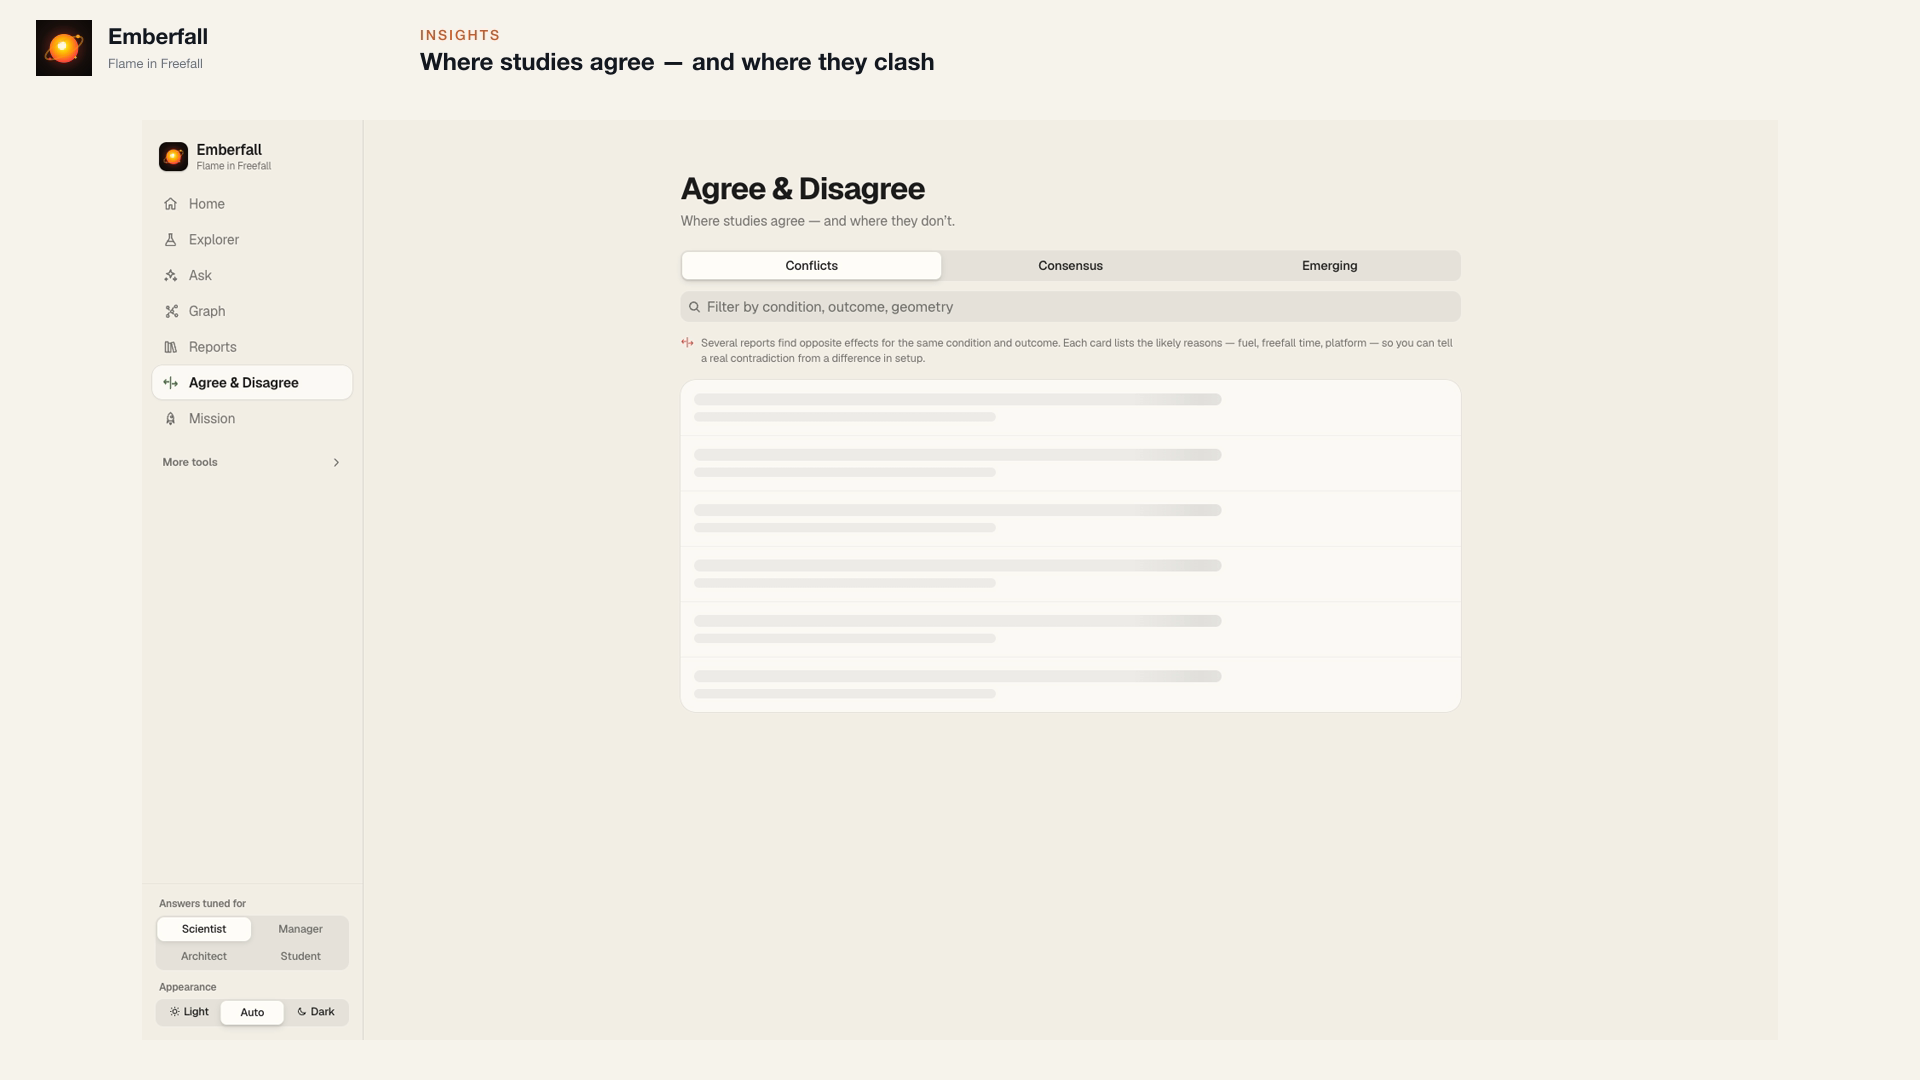 Emberfall
Flame in Freefall
INSIGHTS
Where studies agree — and where they clash
Emberfall
Flame in Freefall
Home
Explorer
Ask
Graph
Reports
Agree & Disagree
Mission
More tools
Answers tuned for
Scientist
Manager
Architect
Student
Appearance
Light
Auto
Dark
Agree & Disagree
Where studies agree — and where they don't.
Conflicts
Consensus
Emerging
Filter by condition, outcome, geometry
Several reports find opposite effects for the same condition and outcome. Each card lists the likely reasons — fuel, freefall time, platform — so you can tell
a real contradiction from a difference in setup.